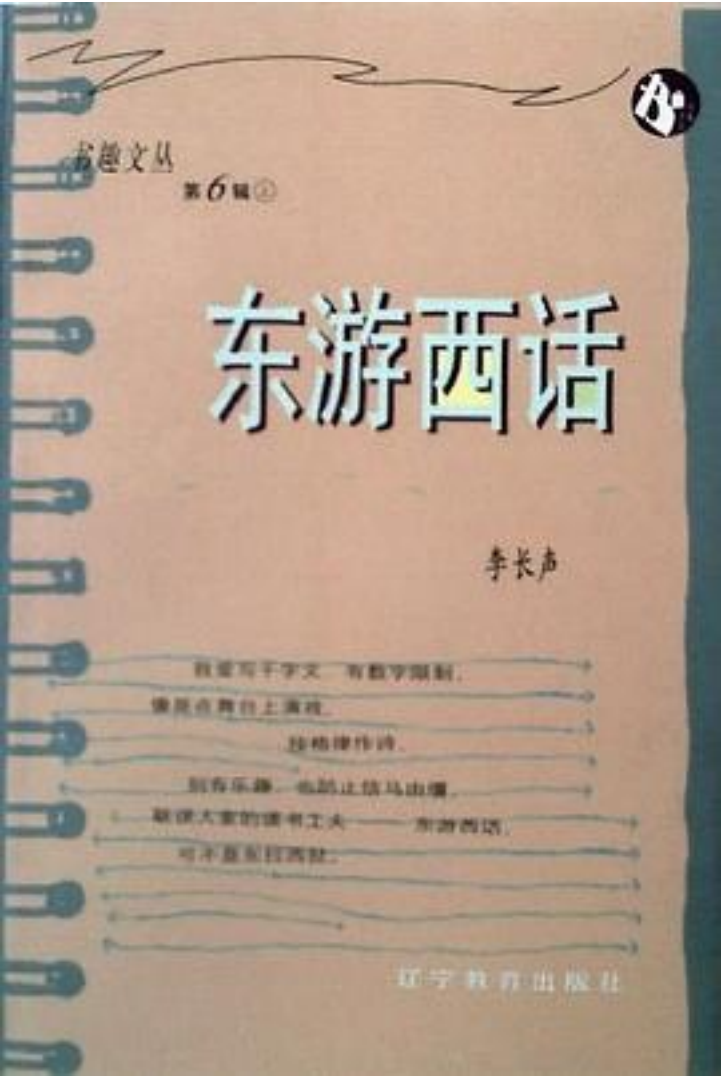 书趣文丛
第6辑
东游西话
李长声
我爱写千字文 有数字限制，
像是在舞台上演戏，
按格律作诗，
别有乐趣，也防止信马由缰，
耽误大家的读书工夫 东游西话，
可不是东拉西扯。
辽宁教育出版社